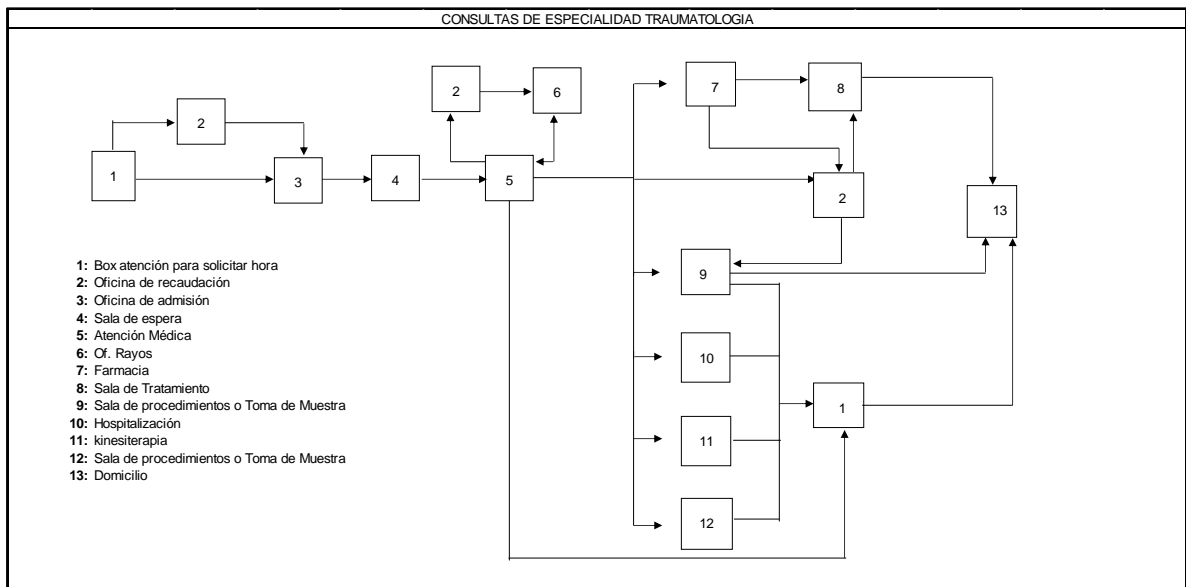 CONSULTAS DE ESPECIALIDAD TRAUMATOLOGIA
2
6
7
8
2
1
3
4
5
2
13
9
10
1
11
12
1: Box atención para solicitar hora
2: Oficina de recaudación
3: Oficina de admisión
4: Sala de espera
5: Atención Médica
6: Of. Rayos
7: Farmacia
8: Sala de Tratamiento
9: Sala de procedimientos o Toma de Muestra
10: Hospitalización
11: kinesiterapia
12: Sala de procedimientos o Toma de Muestra
13: Domicilio